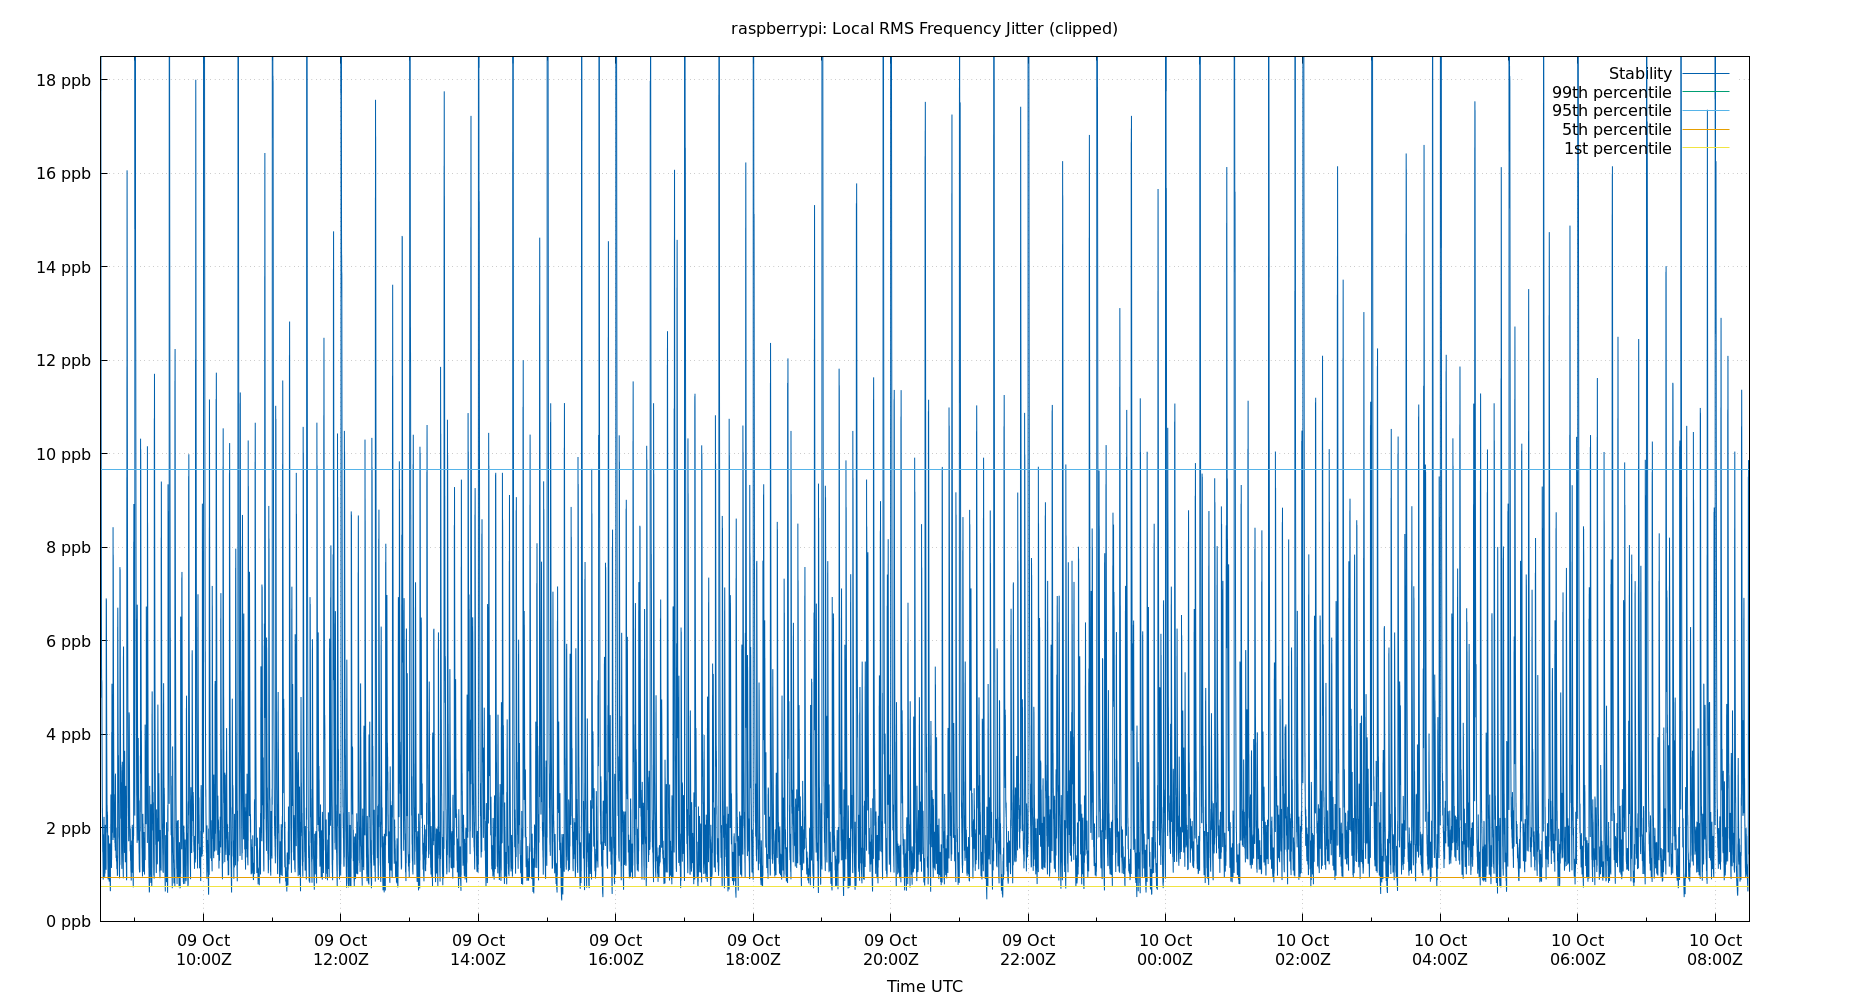 raspberrypi: Local RMS Frequency Jitter (clipped)
18 ppb
16 ppb
14 ppb
12 ppb
10 ppb
8 ppb
6 ppb
4 ppb
2 ppb
0 ppb
Stability
99th percentile
95th percentile
5th percentile
1st percentile
09 Oct 09 Oct 09 Oct 09 Oct 09 Oct 09 Oct 09 Oct 10 Oct 10 Oct 10 Oct 10 Oct 10 Oct
10:00Z 12:00Z 14:00Z 16:00Z 18:00Z 20:00Z 22:00Z 00:00Z 02:00Z 04:00Z 06:00Z 08:00Z
Time UTC